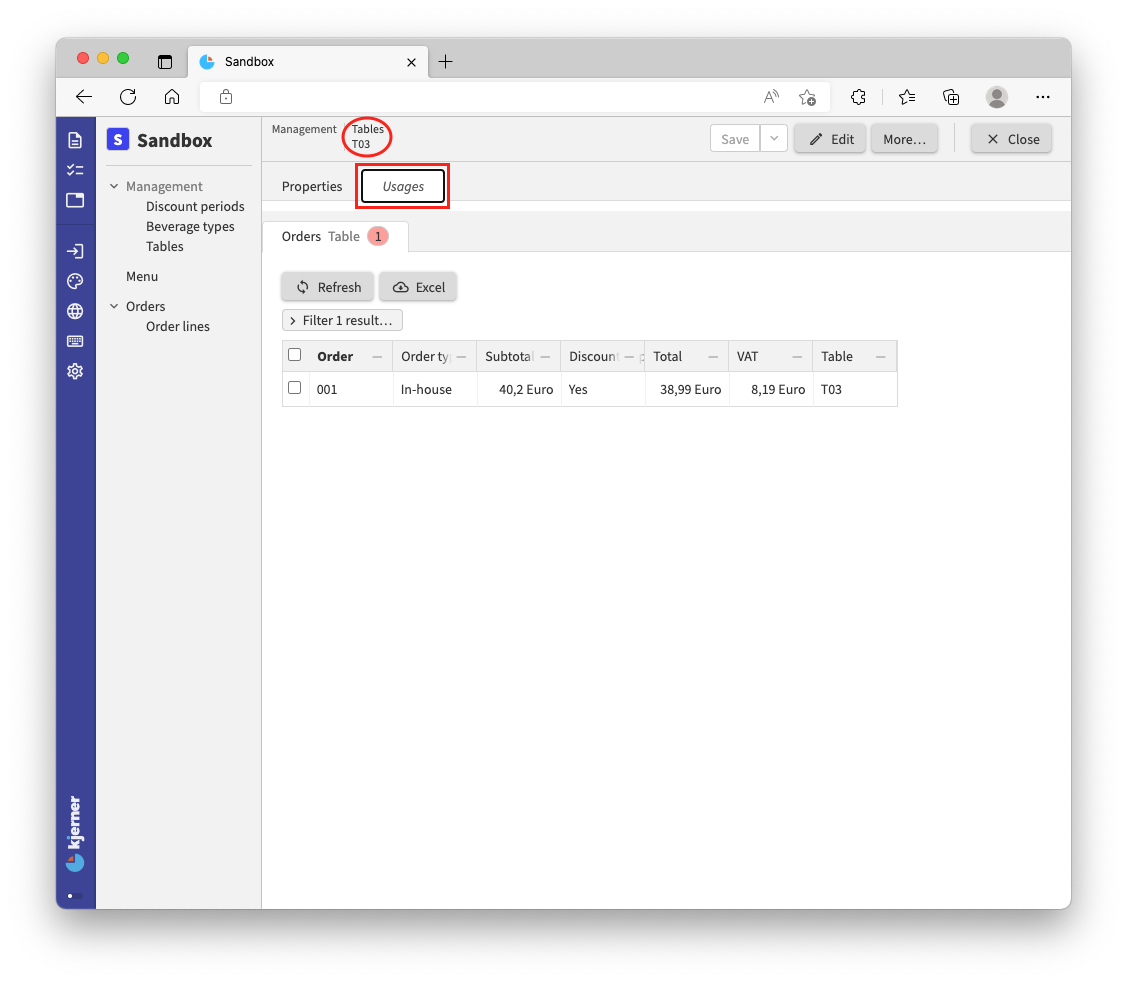 Sandbox
S Sandbox
Management
Discount periods
Beverage types
Tables
Menu
Orders
Order lines
kjerner
Management Tables
T03
Save Edit More... Close
Properties Usages
Orders Table 1
Refresh Excel
Filter 1 result...
Order Order ty Subtotal Discount Total VAT Table
001 In-house 40,2 Euro Yes 38,99 Euro 8,19 Euro T03